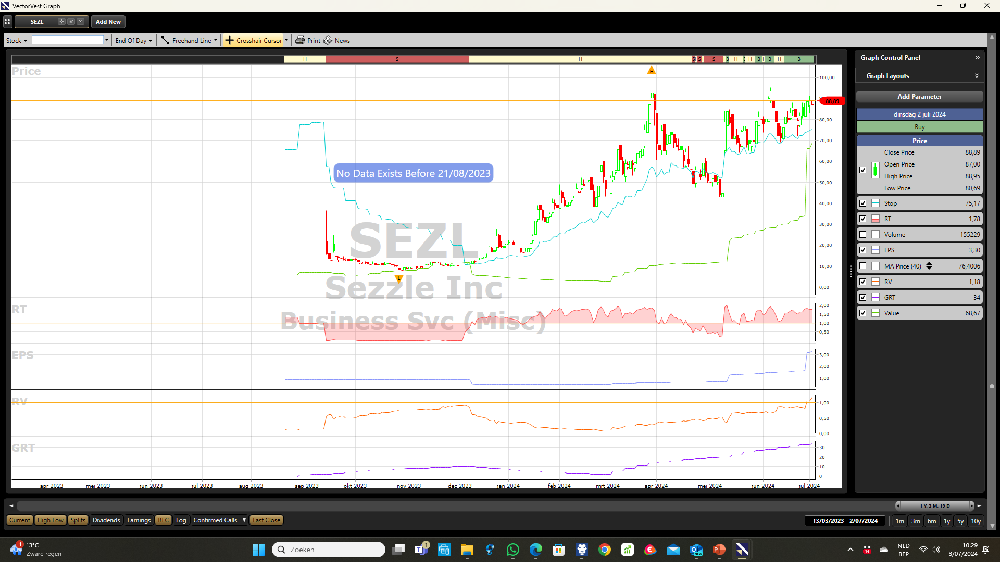 VectorVest Graph
SEZL
Add New
Stock
End Of Day
Freehand Line
Crosshair Cursor
Print
News
H S H S H S H S H B H B H B H B H B
Price
100,00
88,89
80,00
70,00
60,00
50,00
40,00
30,00
20,00
10,00
0,00
H
L
No Data Exists Before 21/08/2023
SEZL
Sezzle Inc
Business Svc (Misc)
RT
2,00
1,50
1,00
0,50
EPS
3,00
2,00
1,00
RV
1,00
0,50
0,00
GRT
30
20
10
0
apr 2023 mei 2023 jun 2023 jul 2023 aug 2023 sep 2023 okt 2023 nov 2023 dec 2023 jan 2024 feb 2024 mrt 2024 apr 2024 mei 2024 jun 2024 jul 2024
Graph Control Panel
Graph Layouts
Add Parameter
dinsdag 2 juli 2024
Buy
Price
Close Price 88,89
Open Price 87,00
High Price 88,95
Low Price 80,69
Stop 75,17
RT 1,78
Volume 155229
EPS 3,30
MA Price (40) 76,4006
RV 1,18
GRT 34
Value 68,67
1 Y, 3 M, 19 D
Current High Low Splits Dividends Earnings REC Log Confirmed Calls Last Close
13/03/2023 - 2/07/2024
1m 3m 6m 1y 5y 10y
1
13°C
Zware regen
Zoeken
1
NEW
14
NLD
BEP
10:29
3/07/2024